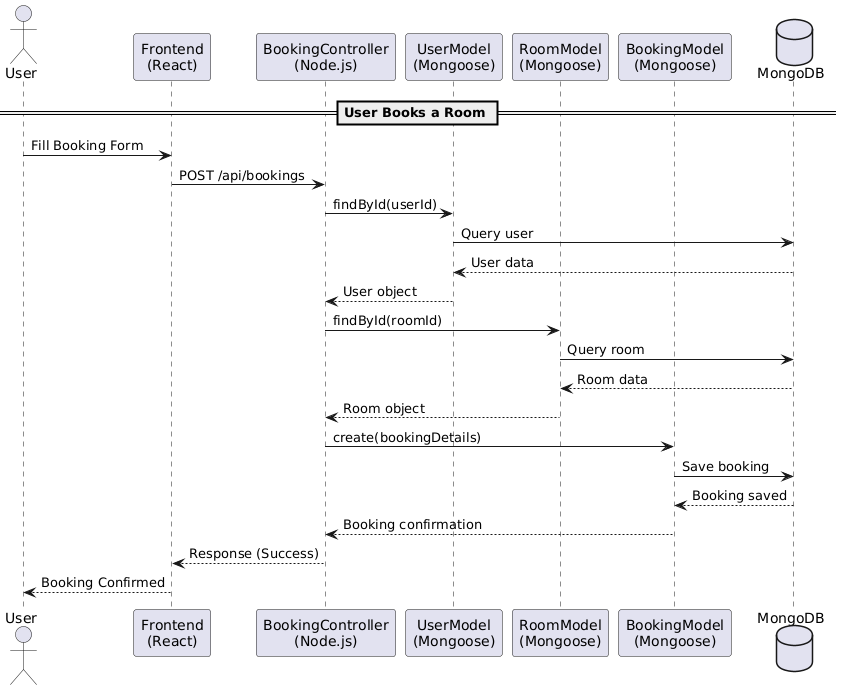 User
Frontend
(React)
BookingController
(Node.js)
UserModel
(Mongoose)
RoomModel
(Mongoose)
BookingModel
(Mongoose)
MongoDB
User Books a Room
Fill Booking Form
POST /api/bookings
findById(userId)
Query user
User data
User object
findById(roomId)
Query room
Room data
Room object
create(bookingDetails)
Save booking
Booking saved
Booking confirmation
Response (Success)
Booking Confirmed
User
Frontend
(React)
BookingController
(Node.js)
UserModel
(Mongoose)
RoomModel
(Mongoose)
BookingModel
(Mongoose)
MongoDB